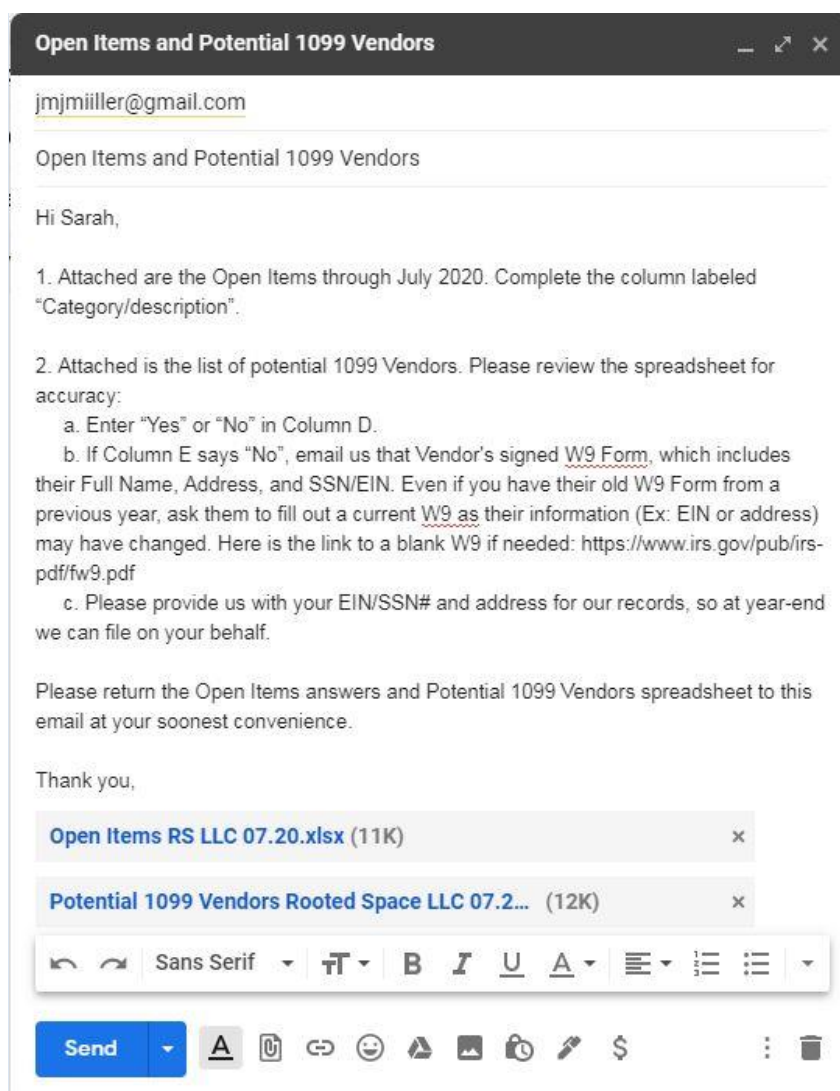 Open Items and Potential 1099 Vendors
jmjmiiller@gmail.com
Open Items and Potential 1099 Vendors
Hi Sarah,
1. Attached are the Open Items through July 2020. Complete the column labeled
“Category/description”.
2. Attached is the list of potential 1099 Vendors. Please review the spreadsheet for
accuracy:
a. Enter “Yes” or “No” in Column D.
b. If Column E says “No”, email us that Vendor's signed W9 Form, which includes
their Full Name, Address, and SSN/EIN. Even if you have their old W9 Form from a
previous year, ask them to fill out a current W9 as their information (Ex: EIN or address)
may have changed. Here is the link to a blank W9 if needed: https://www.irs.gov/pub/irs-
pdf/fw9.pdf
c. Please provide us with your EIN/SSN# and address for our records, so at year-end
we can file on your behalf.
Please return the Open Items answers and Potential 1099 Vendors spreadsheet to this
email at your soonest convenience.
Thank you,
Open Items RS LLC 07.20.xlsx (11K)
Potential 1099 Vendors Rooted Space LLC 07.2... (12K)
Sans Serif
Send